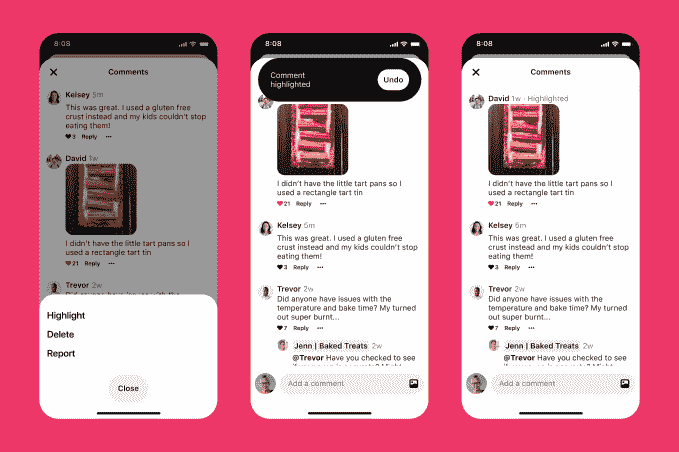 8:08
Comments
Kelsey 5m
This was great. I used a gluten free
crust instead and my kids couldn't stop
eating them!
3 Reply
David 1w
I didn't have the little tart pans so I
used a rectangle tart tin
21 Reply
Trevor 2w
Highlight
Delete
Report
Close
8:08
Comment
highlighted
Undo
I didn't have the little tart pans so I
used a rectangle tart tin
21 Reply
Kelsey 5m
This was great. I used a gluten free
crust instead and my kids couldn't stop
eating them!
3 Reply
Trevor 2w
Did anyone have issues with the
temperature and bake time? My turned
out super burnt...
7 Reply
Jenn | Baked Treats 2w
@Trevor Have you checked to see
Add a comment
8:08
Comments
David 1w · Highlighted
I didn't have the little tart pans so I
used a rectangle tart tin
21 Reply
Kelsey 5m
This was great. I used a gluten free
crust instead and my kids couldn't stop
eating them!
3 Reply
Trevor 2w
Did anyone have issues with the
temperature and bake time? My turned
out super burnt...
7 Reply
Jenn | Baked Treats 2w
@Trevor Have you checked to see
Add a comment